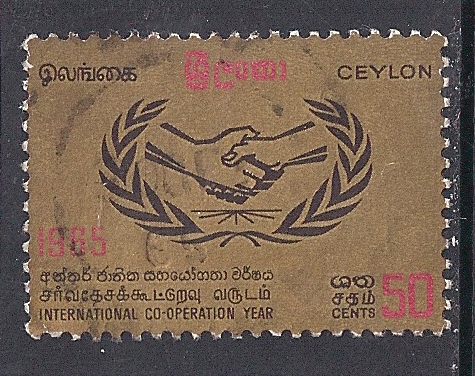 இலங்கை ශ්‍රී ලංකා CEYLON
1965
අන්තර් ජාතික සහයෝගතා වර්ෂය
சர்வதேசக்கூட்டுறவு வருடம்
INTERNATIONAL CO-OPERATION YEAR
ශත
சதம்
CENTS
50